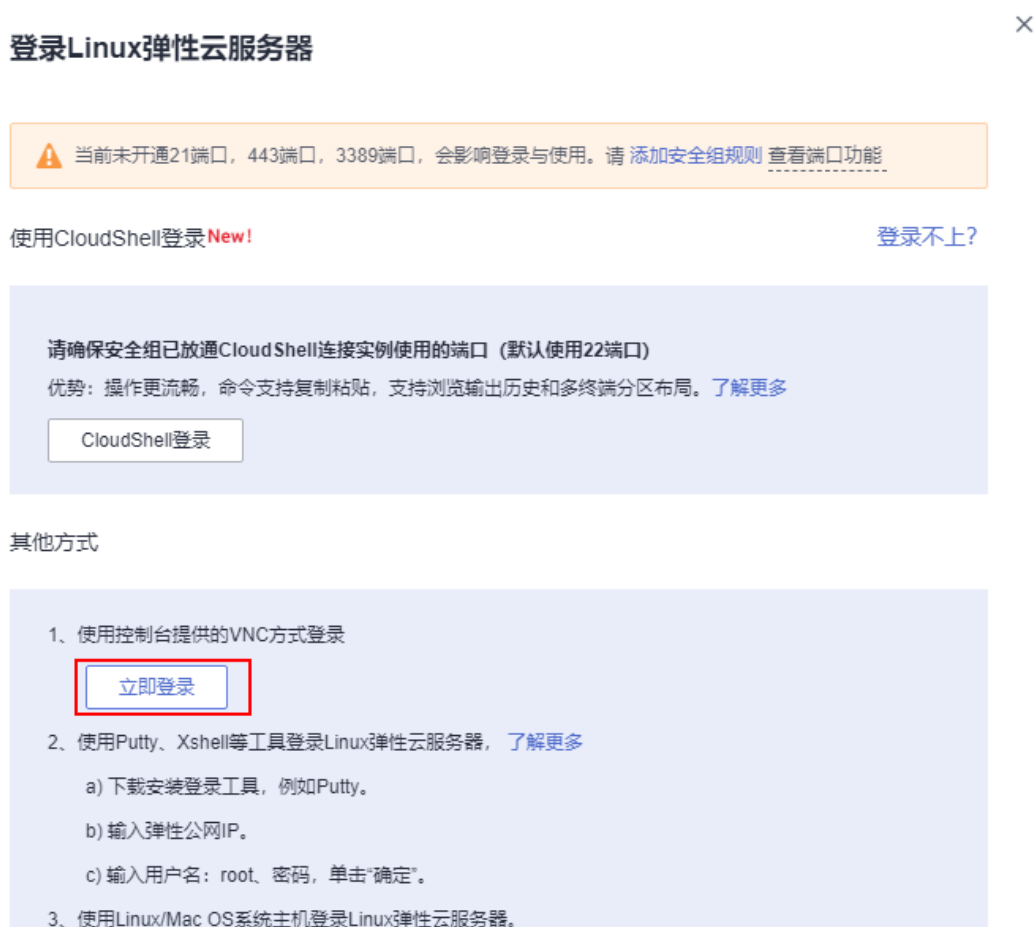 登录Linux弹性云服务器
当前未开通21端口，443端口，3389端口，会影响登录与使用。请 添加安全组规则 查看端口功能
使用CloudShell登录New!
登录不上?
请确保安全组已放通CloudShell连接实例使用的端口（默认使用22端口）
优势：操作更流畅，命令支持复制粘贴，支持浏览输出历史和多终端分区布局。了解更多
CloudShell登录
其他方式
1、使用控制台提供的VNC方式登录
立即登录
2、使用Putty、Xshell等工具登录Linux弹性云服务器， 了解更多
a) 下载安装登录工具，例如Putty。
b) 输入弹性公网IP。
c) 输入用户名：root、密码，单击“确定”。
3、使用Linux/Mac OS系统主机登录Linux弹性云服务器。